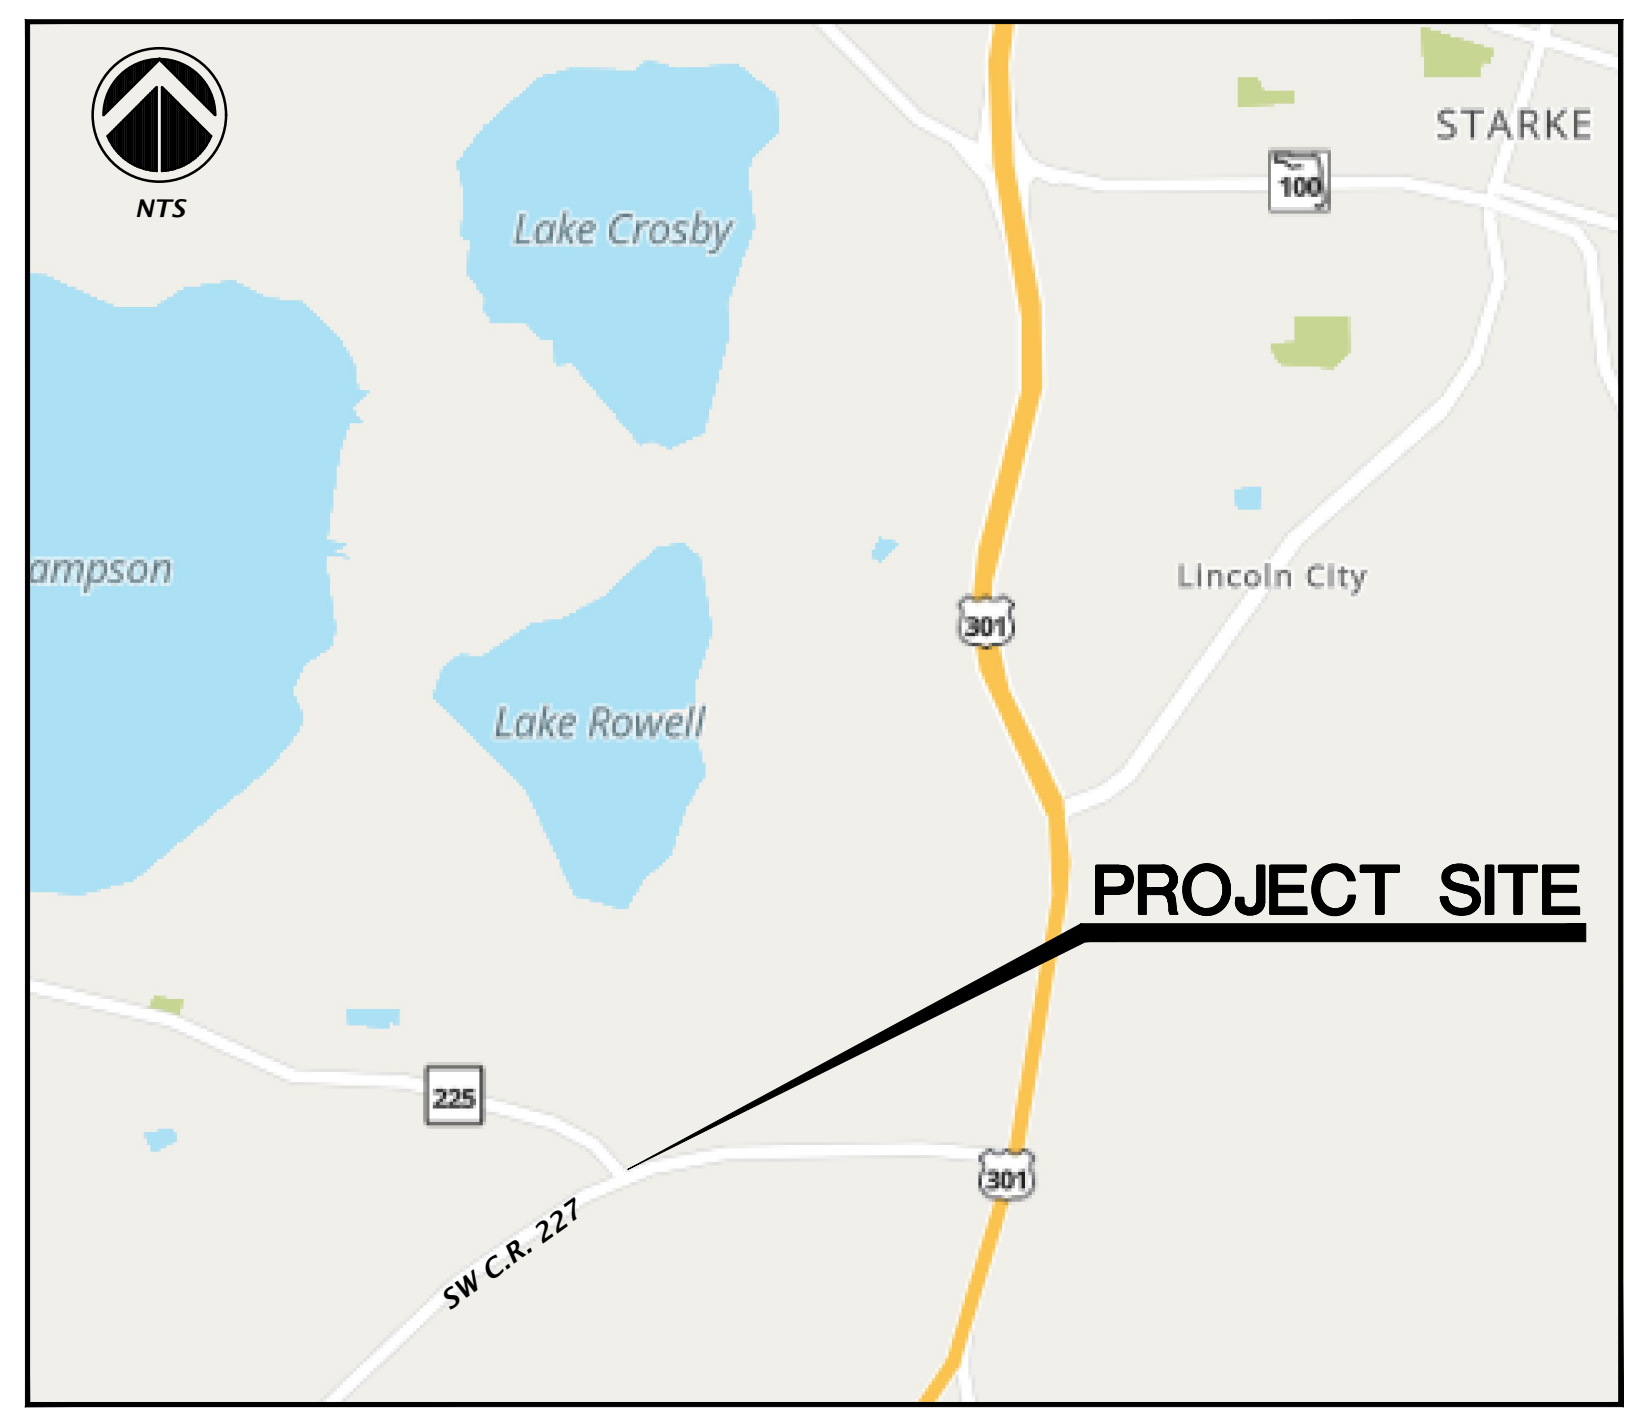 STARKE
100
NTS
Lake Crosby
ampson
Lincoln City
301
Lake Rowell
PROJECT SITE
225
301
SW C.R. 227